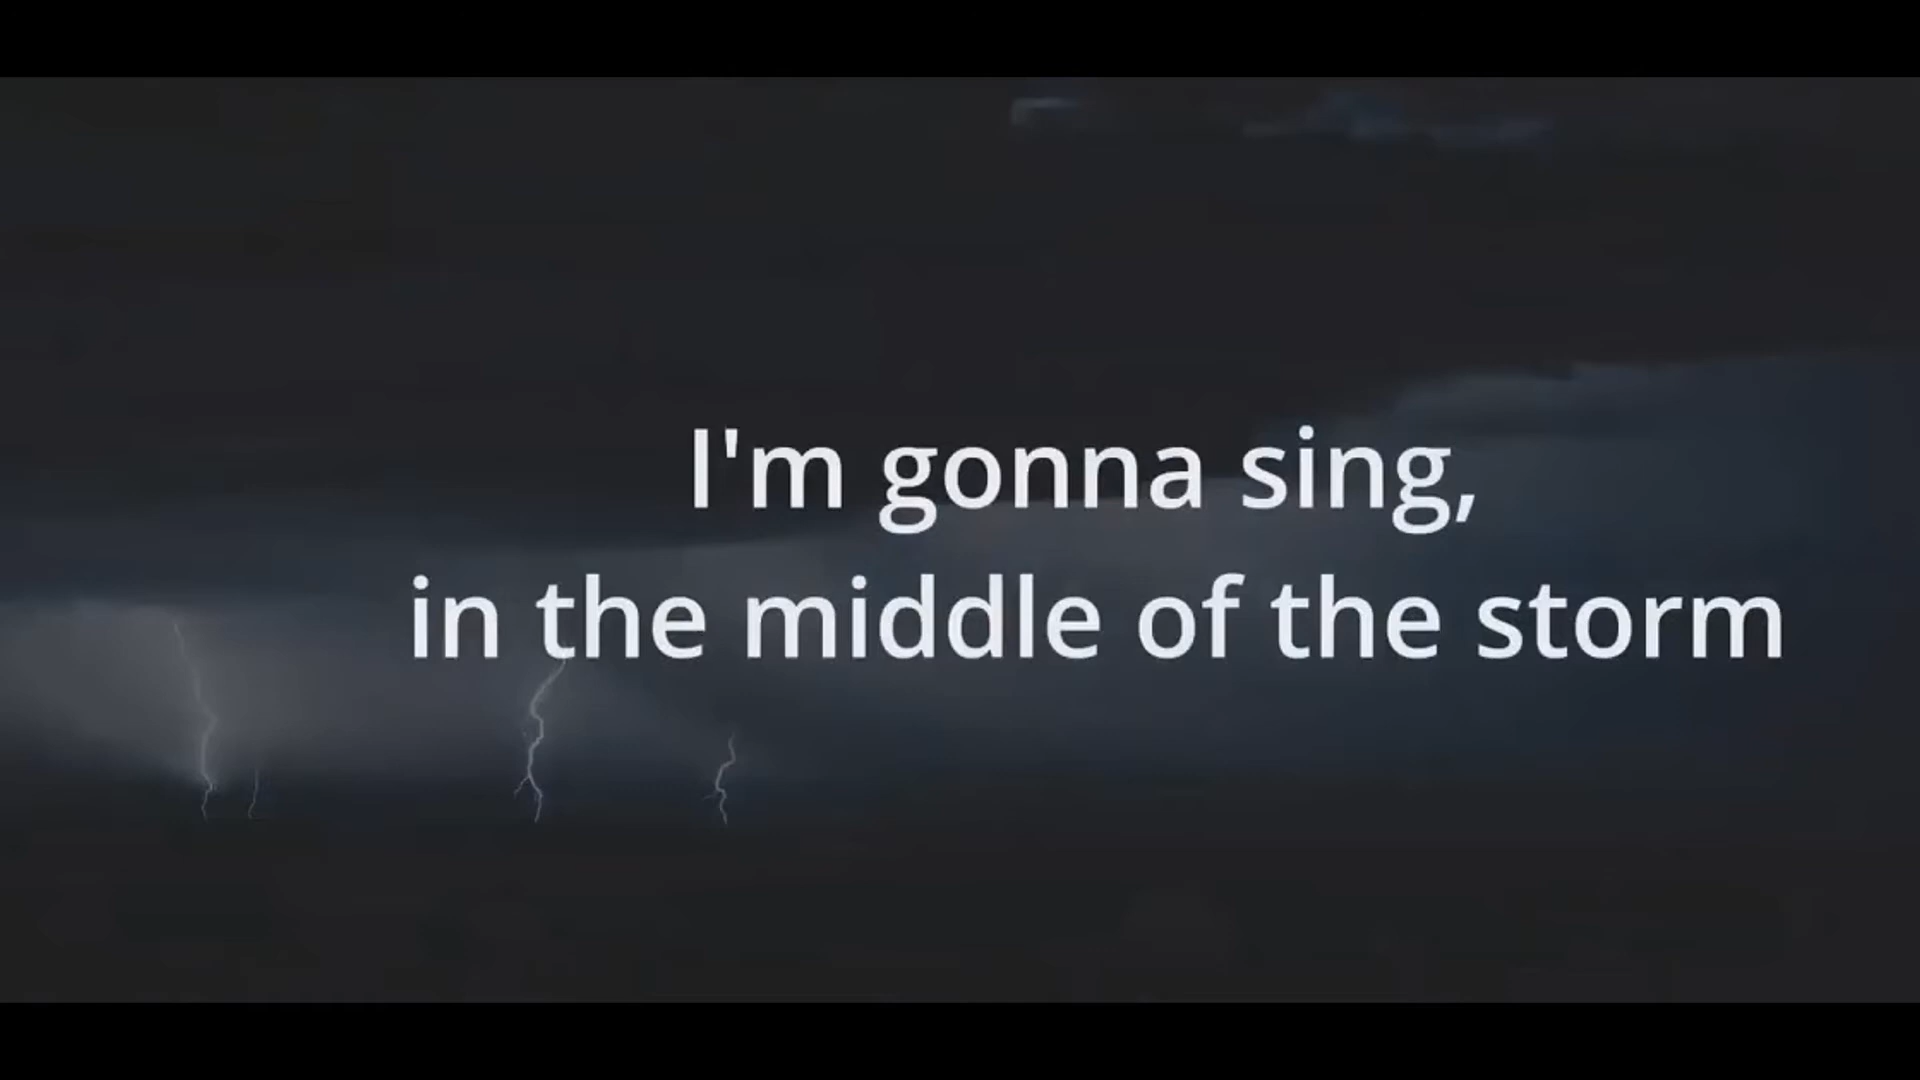 I'm gonna sing,
in the middle of the storm